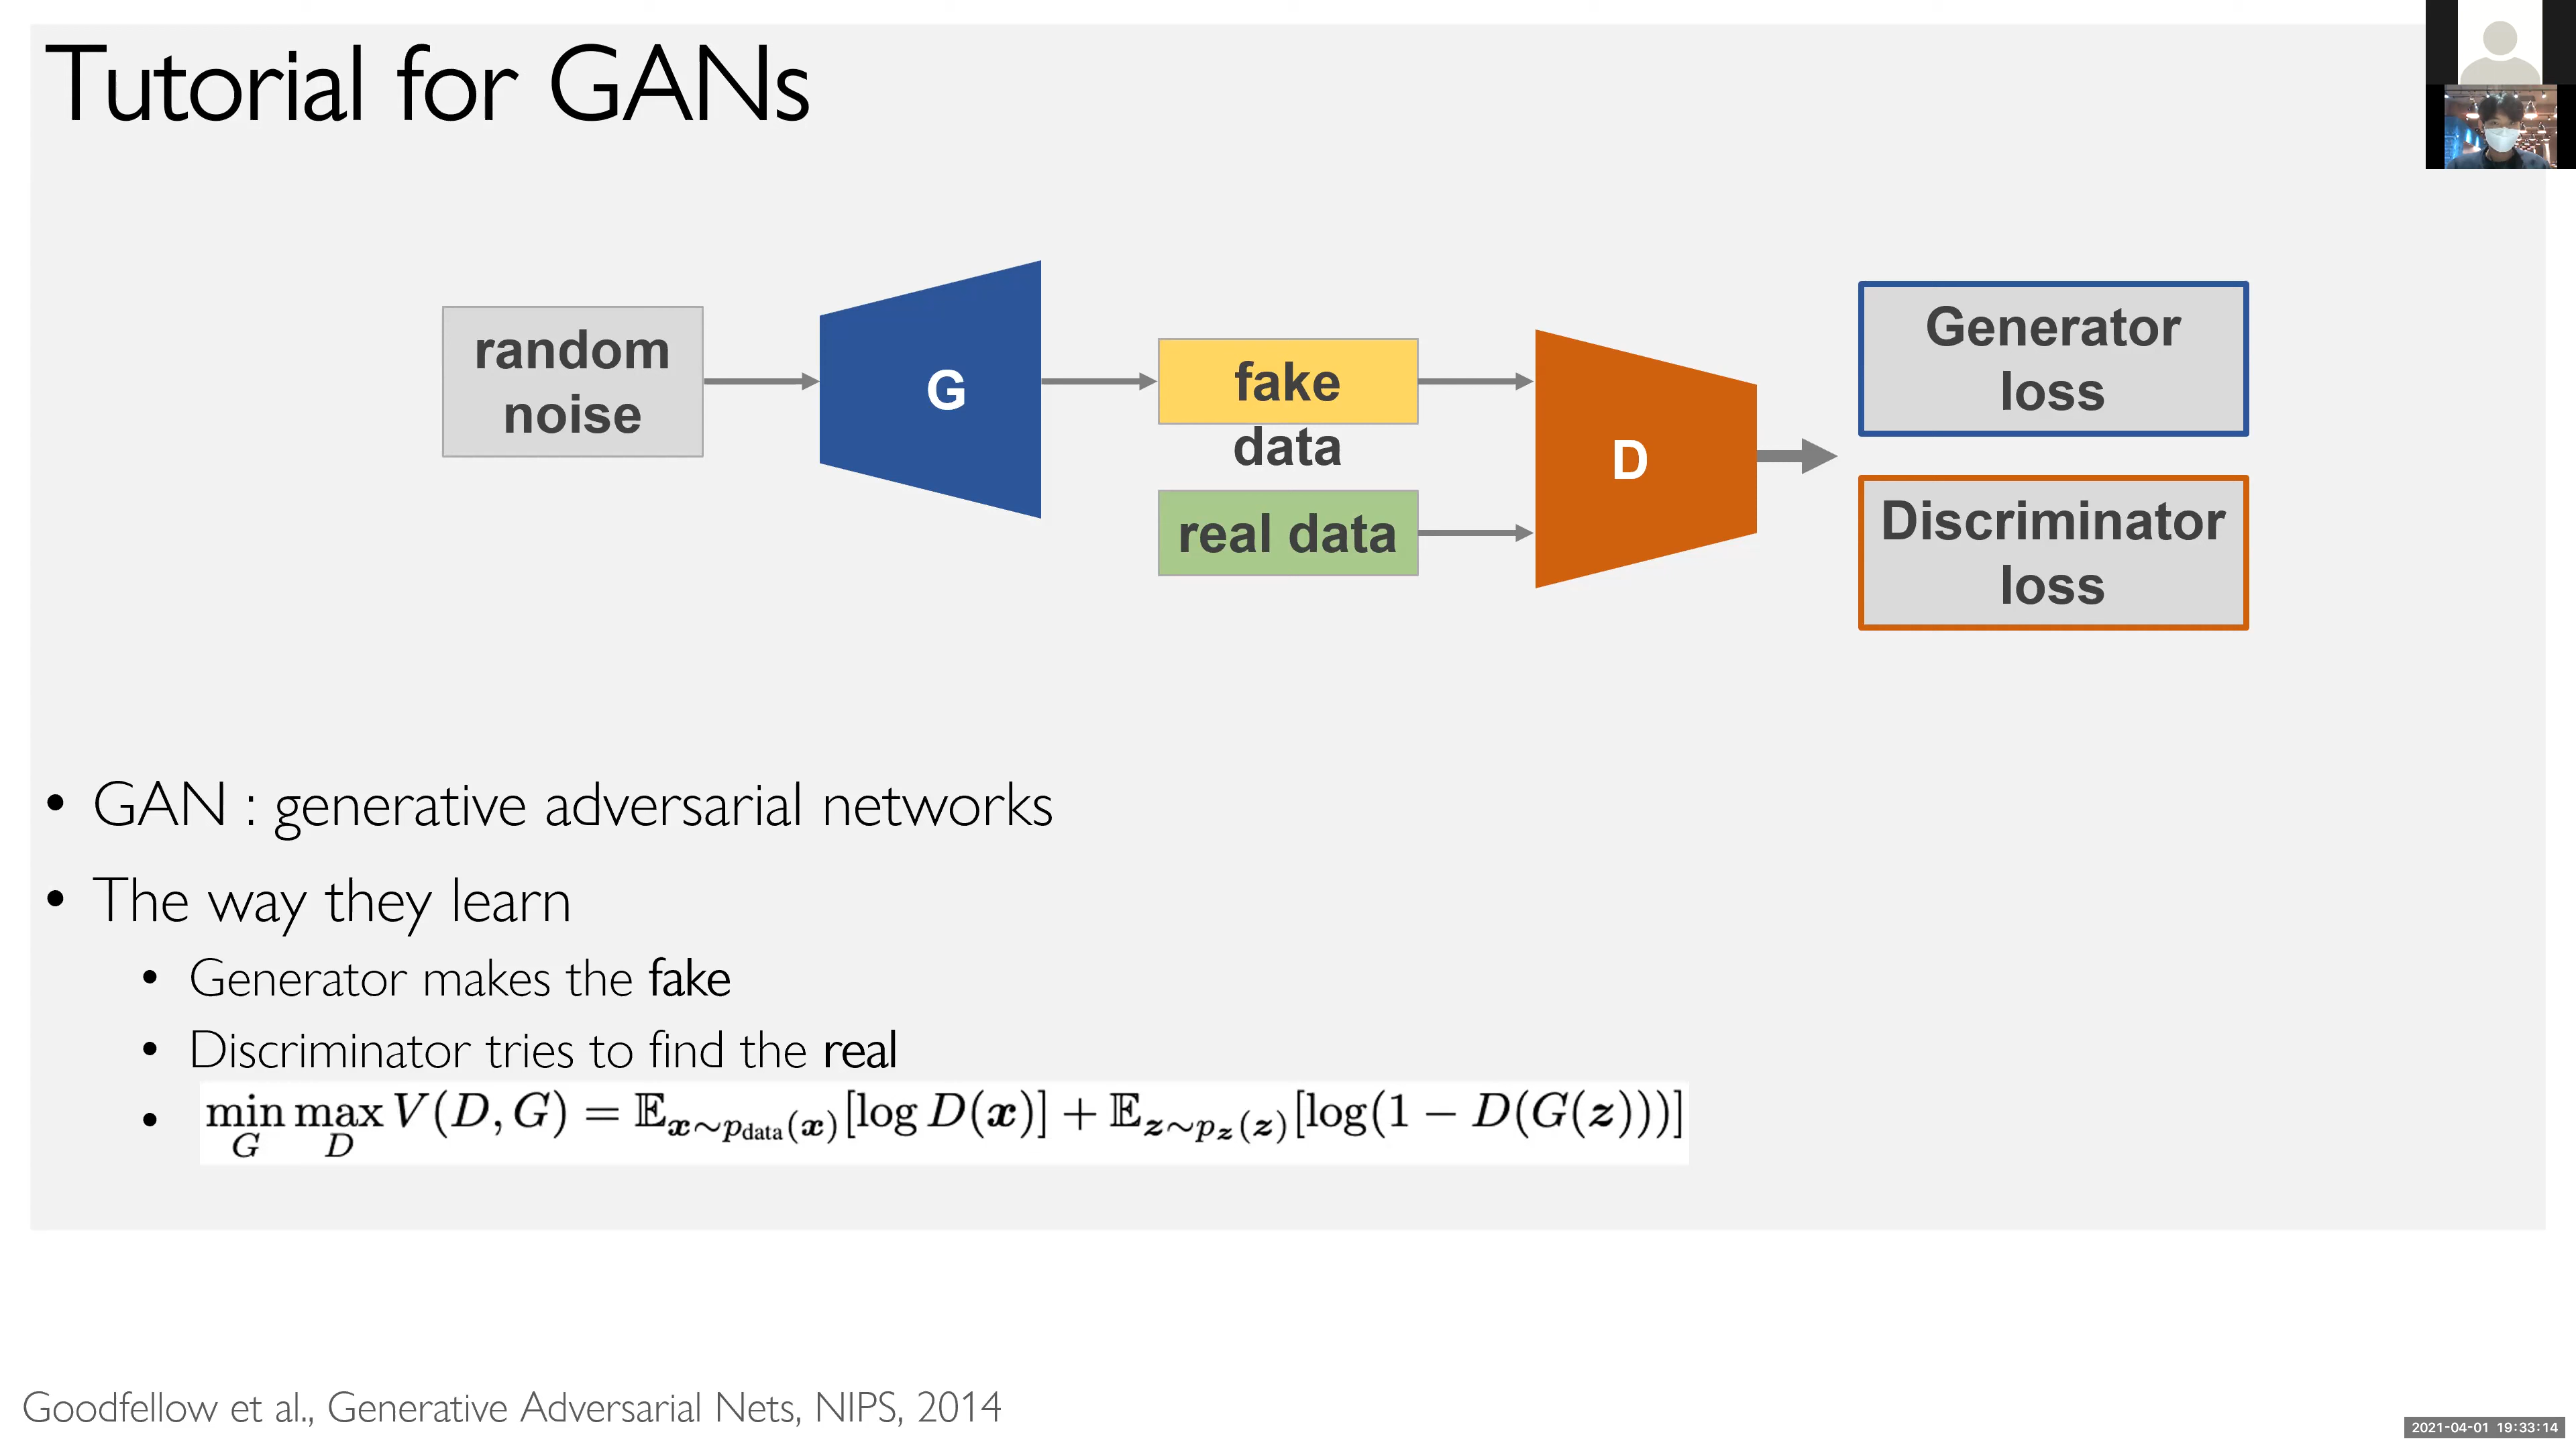 Tutorial for GANs
random
noise
G
fake
data
real data
D
Generator
loss
Discriminator
loss
• GAN : generative adversarial networks
• The way they learn
• Generator makes the fake
• Discriminator tries to find the real
• min_G max_D V(D, G) = 𝔼_{x∼p_data(x)}[log D(x)] + 𝔼_{z∼p_z(z)}[log(1 − D(G(z)))]
Goodfellow et al., Generative Adversarial Nets, NIPS, 2014
2021-04-01 19:33:14